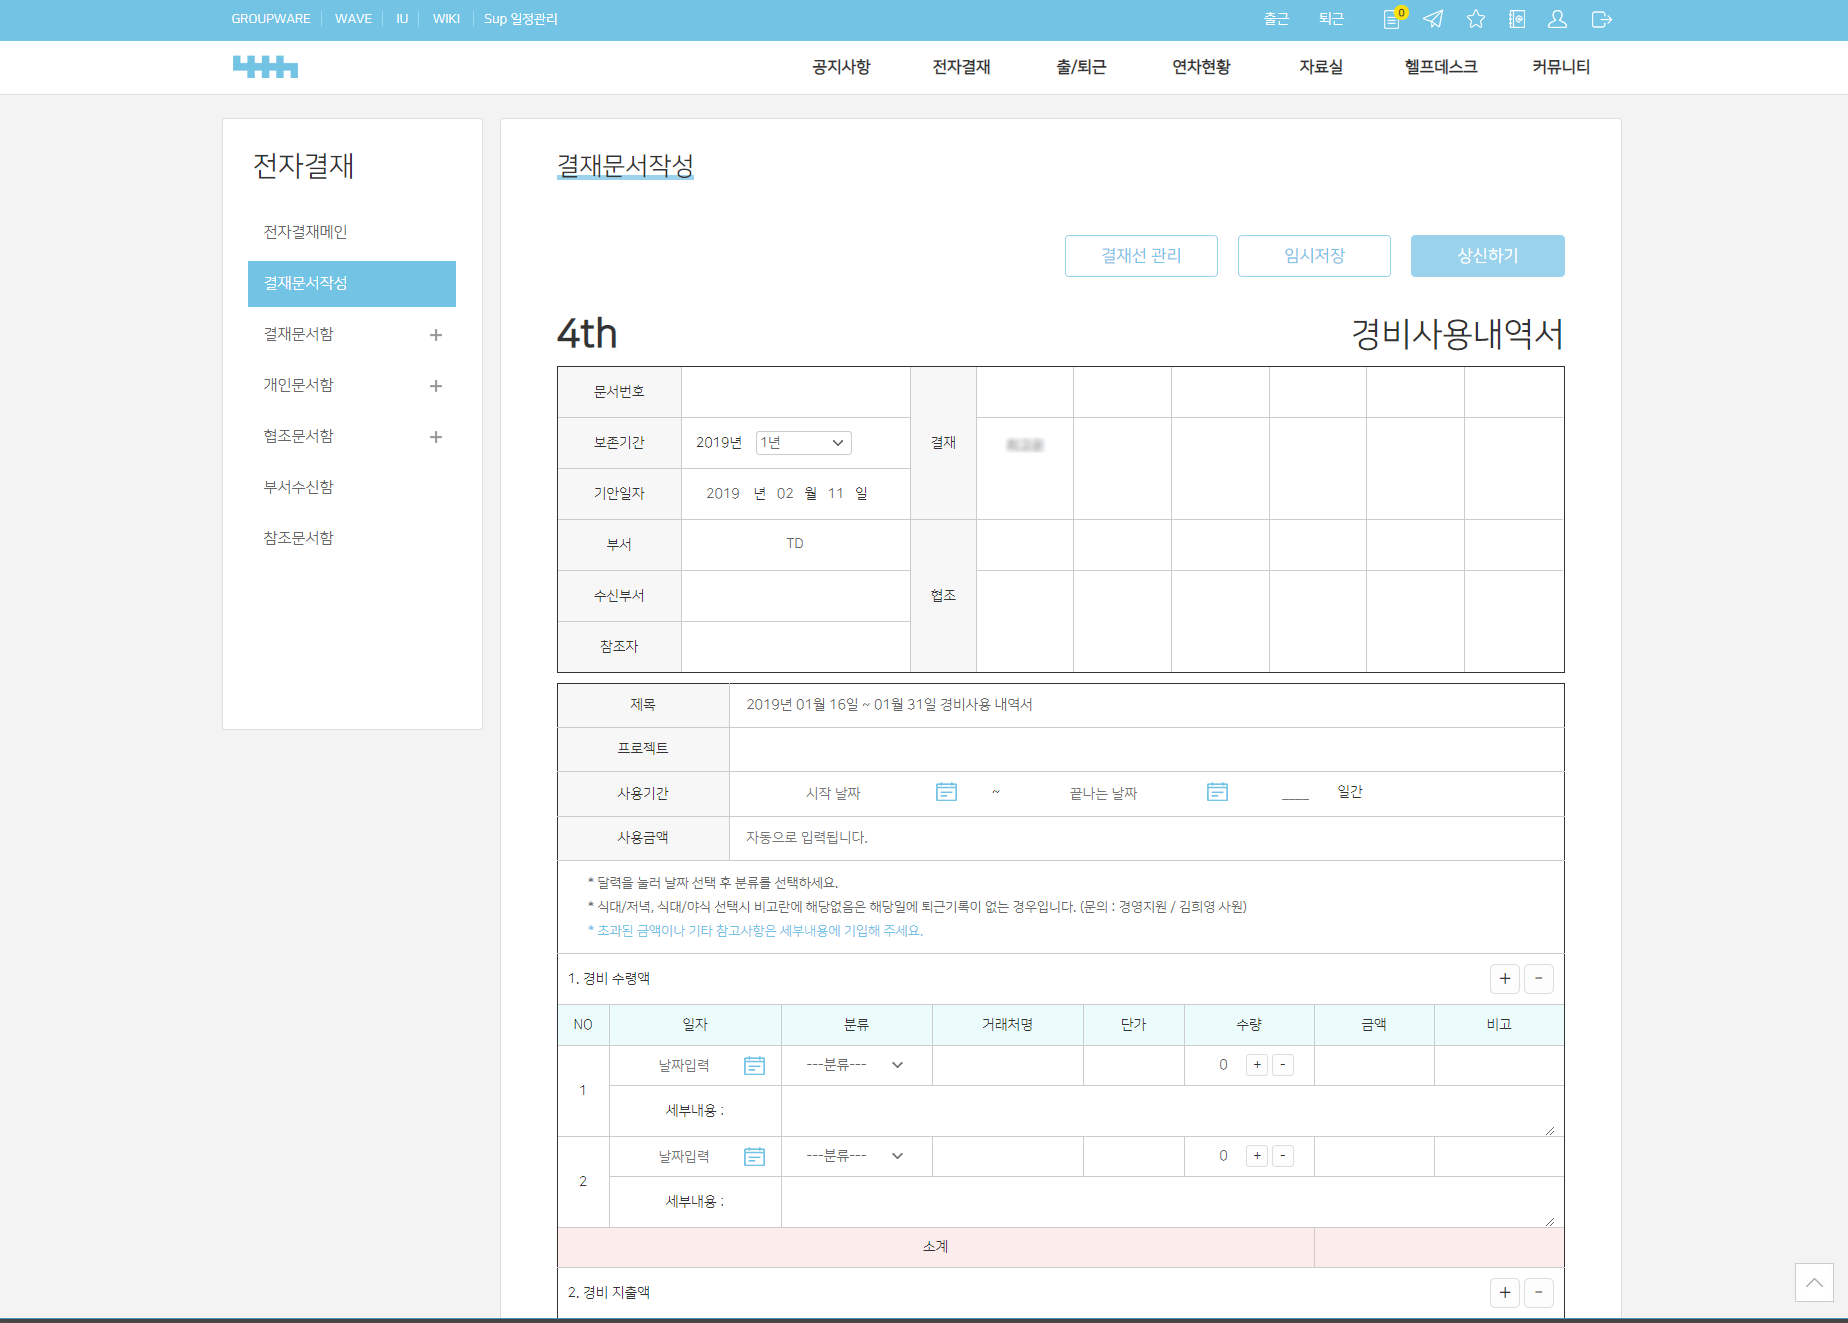 GROUPWARE WAVE IU WIKI Sup 일정관리 출근 퇴근 0
공지사항 전자결재 출/퇴근 연차현황 자료실 헬프데스크 커뮤니티
전자결재
전자결재메인
결재문서작성
결재문서함 +
개인문서함 +
협조문서함 +
부서수신함
참조문서함
결재문서작성
결재선 관리 임시저장 상신하기
4th 경비사용내역서
문서번호
보존기간 2019년 1년 결재
기안일자 2019 년 02 월 11 일
부서 TD
수신부서 협조
참조자
제목 2019년 01월 16일 ~ 01월 31일 경비사용 내역서
프로젝트
사용기간 시작 날짜 ~ 끝나는 날짜 ____ 일간
사용금액 자동으로 입력됩니다.
* 달력을 눌러 날짜 선택 후 분류를 선택하세요.
* 식대/저녁, 식대/야식 선택시 비고란에 해당없음은 해당일에 퇴근기록이 없는 경우입니다. (문의 : 경영지원 / 김희영 사원)
* 초과된 금액이나 기타 참고사항은 세부내용에 기입해 주세요.
1. 경비 수령액 + -
NO 일자 분류 거래처명 단가 수량 금액 비고
1 날짜입력 ---분류--- 0 + -
세부내용 :
2 날짜입력 ---분류--- 0 + -
세부내용 :
소계
2. 경비 지출액 + -